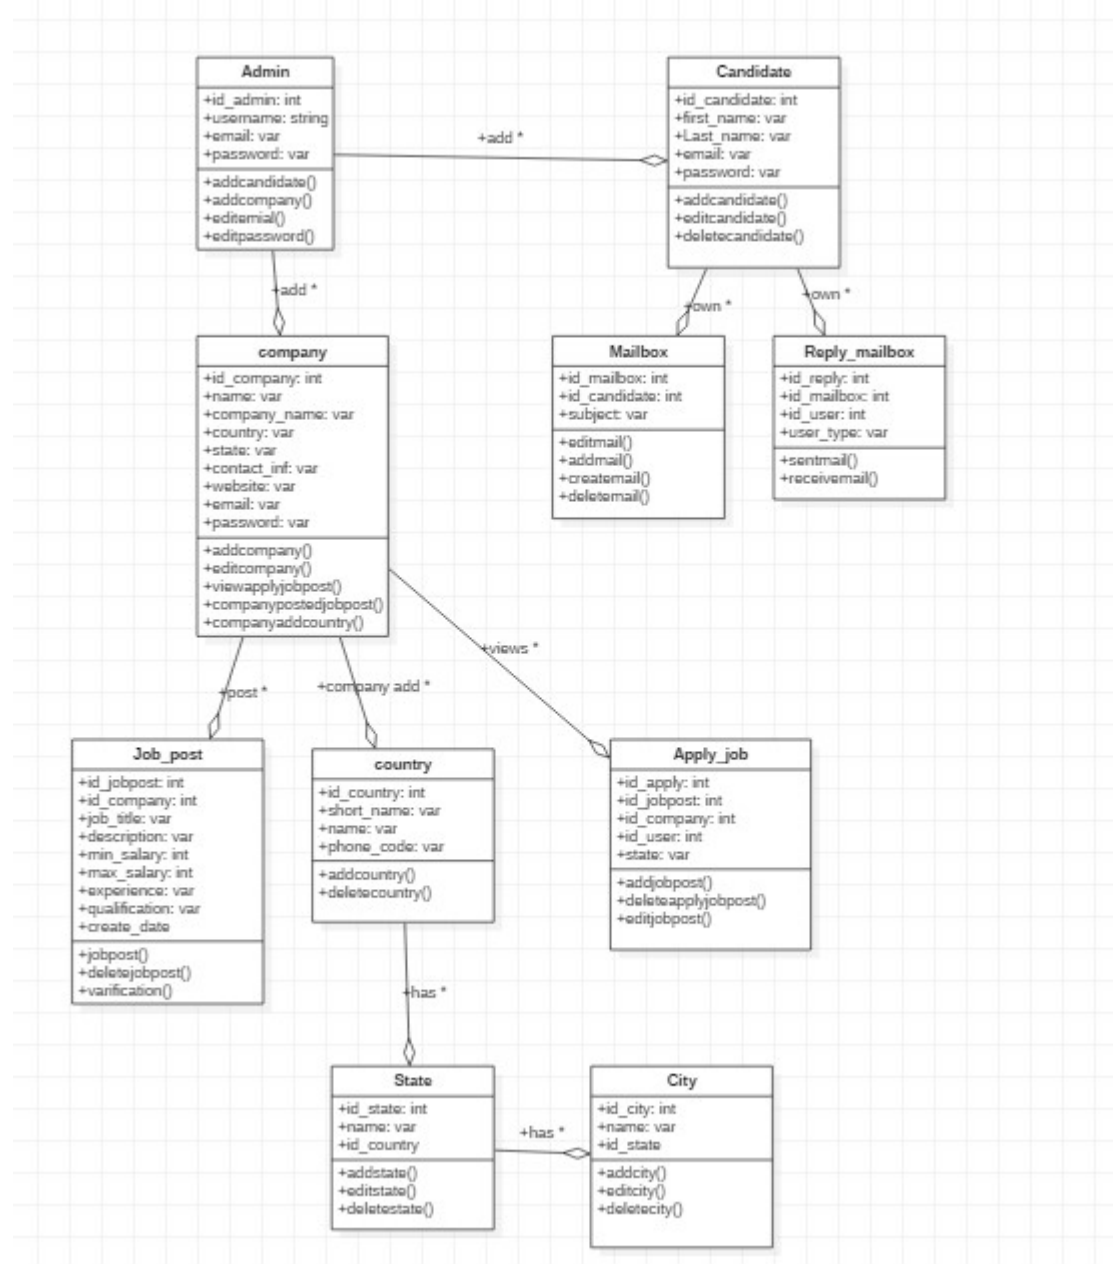 Admin
+id_admin: int
+username: string
+email: var
+password: var
+addcandidate()
+addcompany()
+editemial()
+editpassword()
+add *
Candidate
+id_candidate: int
+first_name: var
+Last_name: var
+email: var
+password: var
+addcandidate()
+editcandidate()
+deletecandidate()
+add *
+own *
+own *
company
+id_company: int
+name: var
+company_name: var
+country: var
+state: var
+contact_inf: var
+website: var
+email: var
+password: var
+addcompany()
+editcompany()
+viewapplyjobpost()
+companypostedjobpost()
+companyaddcountry()
Mailbox
+id_mailbox: int
+id_candidate: int
+subject: var
+editmail()
+addmail()
+createmail()
+deletemail()
Reply_mailbox
+id_reply: int
+id_mailbox: int
+id_user: int
+user_type: var
+sentmail()
+receivemail()
+views *
+post *
+company add *
Job_post
+id_jobpost: int
+id_company: int
+job_title: var
+description: var
+min_salary: int
+max_salary: int
+experience: var
+qualification: var
+create_date
+jobpost()
+deletejobpost()
+varification()
country
+id_country: int
+short_name: var
+name: var
+phone_code: var
+addcountry()
+deletecountry()
Apply_job
+id_apply: int
+id_jobpost: int
+id_company: int
+id_user: int
+state: var
+addjobpost()
+deleteapplyjobpost()
+editjobpost()
+has *
State
+id_state: int
+name: var
+id_country
+addstate()
+editstate()
+deletestate()
+has *
City
+id_city: int
+name: var
+id_state
+addcity()
+editcity()
+deletecity()